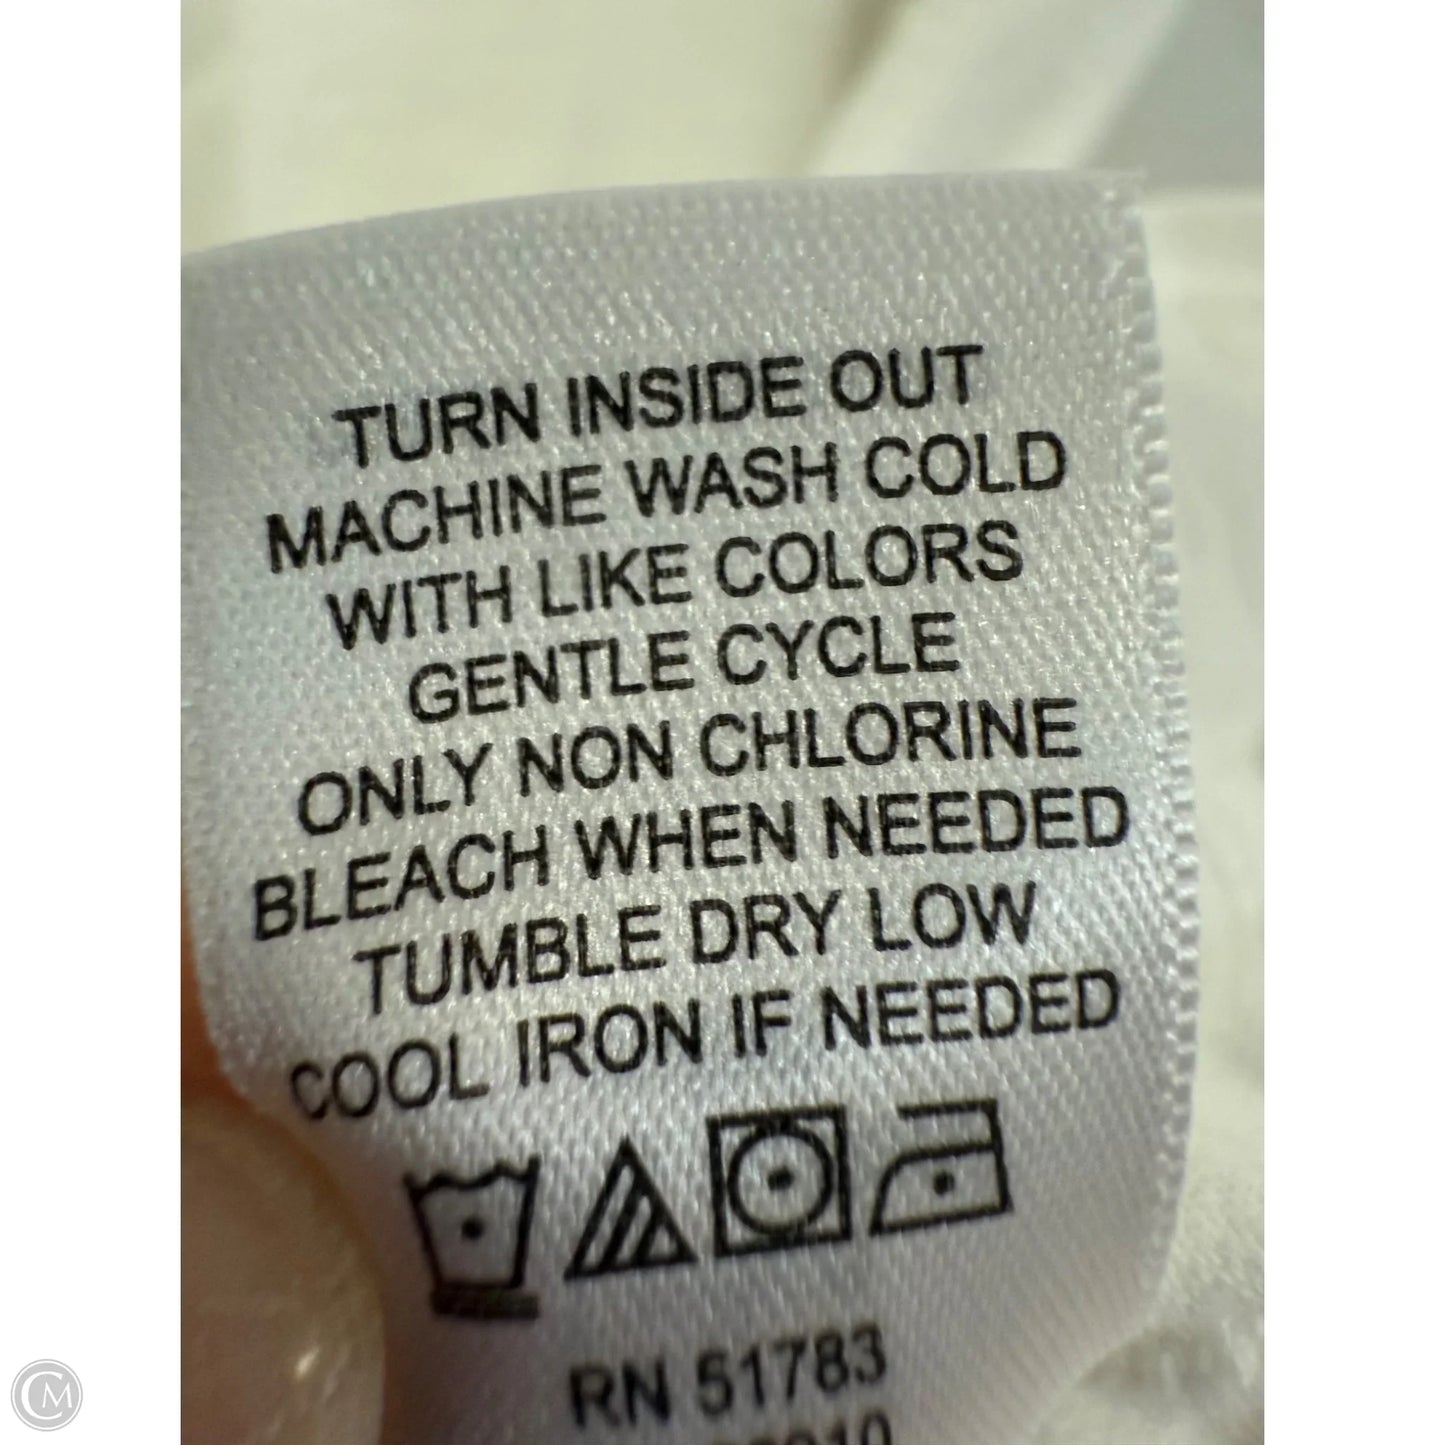 TURN INSIDE OUT
MACHINE WASH COLD
WITH LIKE COLORS
GENTLE CYCLE
ONLY NON CHLORINE
BLEACH WHEN NEEDED
TUMBLE DRY LOW
COOL IRON IF NEEDED
RN 51783
CM